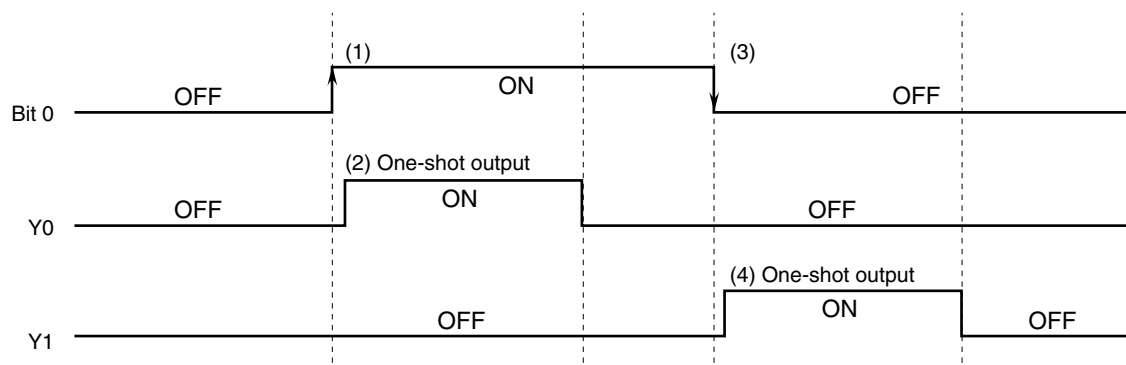 (1)
(3)
OFF
ON
OFF
Bit 0
(2) One-shot output
OFF
ON
OFF
Y0
(4) One-shot output
OFF
ON
OFF
Y1